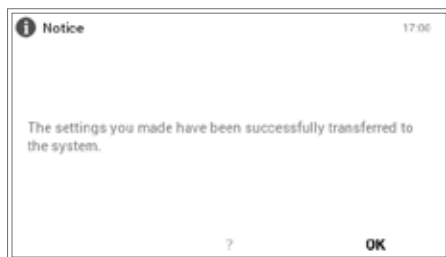 Notice 17:00
The settings you made have been successfully transferred to
the system.
? OK